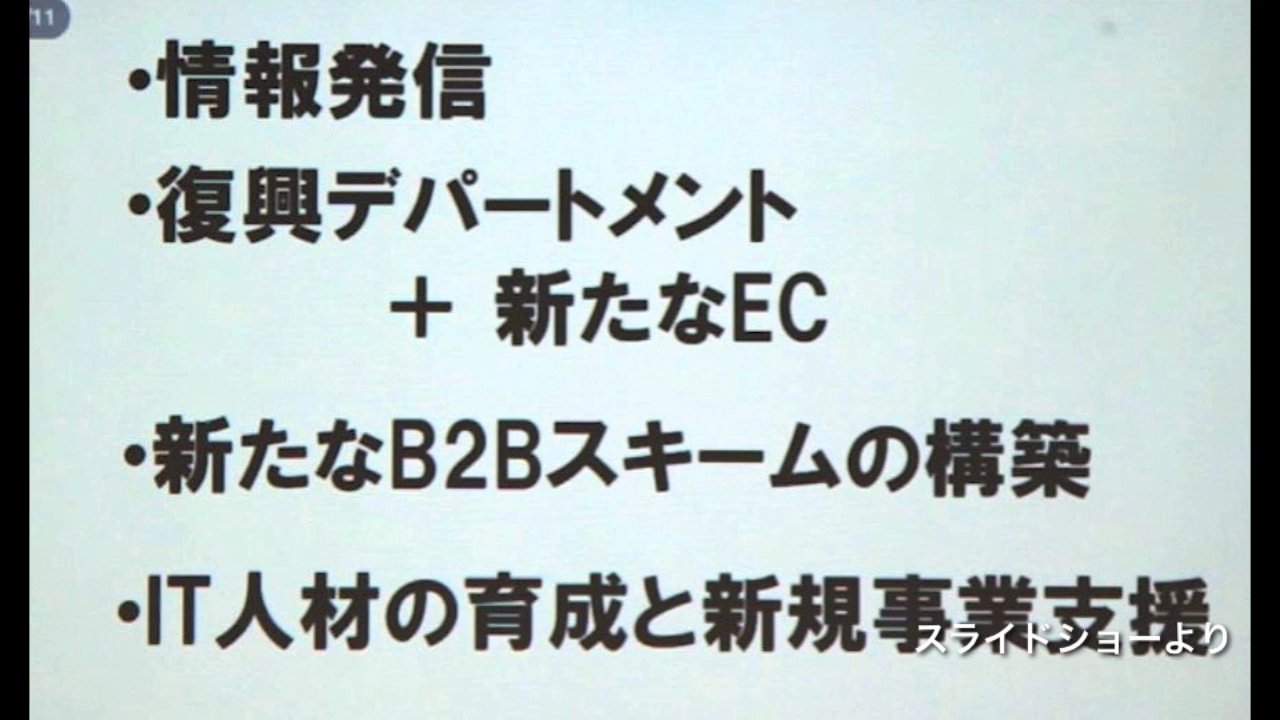 /11
・情報発信
・復興デパートメント
＋ 新たなEC
・新たなB2Bスキームの構築
・IT人材の育成と新規事業支援
スライドショーより